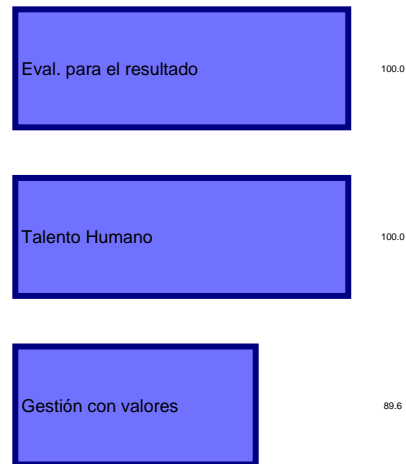 Eval. para el resultado 100.0
Talento Humano 100.0
Gestión con valores 89.6